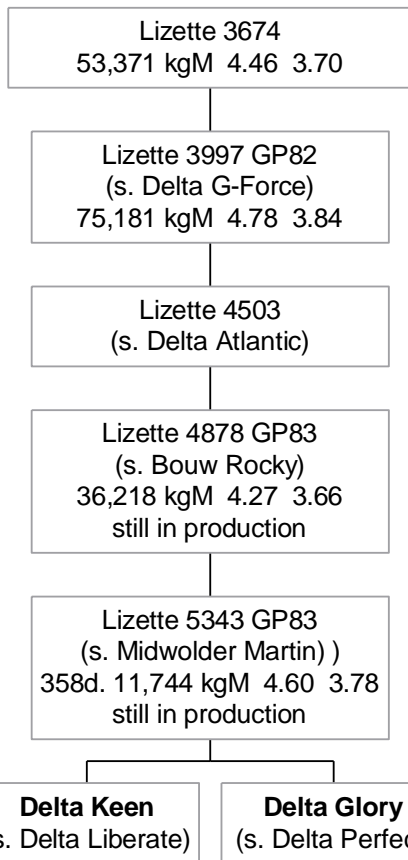 Lizette 3674
53,371 kgM 4.46 3.70
Lizette 3997 GP82
(s. Delta G-Force)
75,181 kgM 4.78 3.84
Lizette 4503
(s. Delta Atlantic)
Lizette 4878 GP83
(s. Bouw Rocky)
36,218 kgM 4.27 3.66
still in production
Lizette 5343 GP83
(s. Midwolder Martin) )
358d. 11,744 kgM 4.60 3.78
still in production
Delta Keen
s. Delta Liberate)
Delta Glory
(s. Delta Perfec